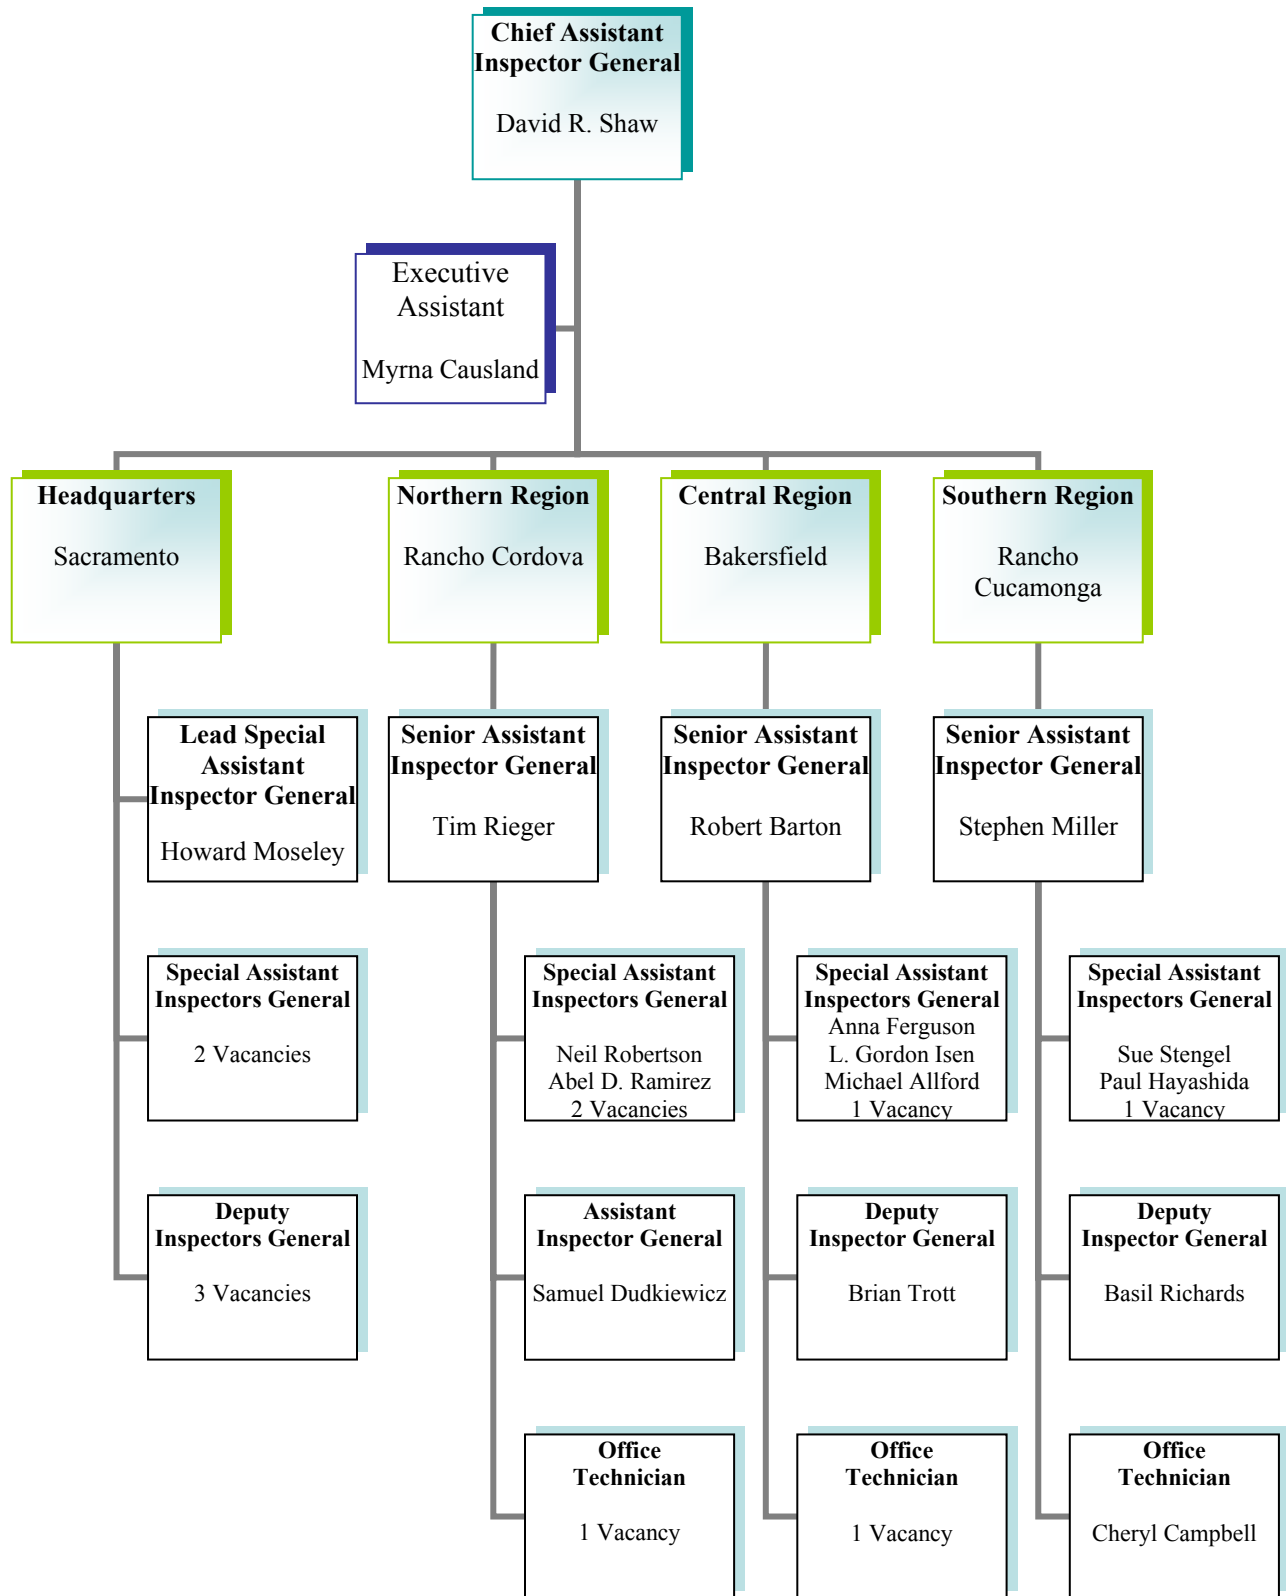 Chief Assistant
Inspector General
David R. Shaw
Executive
Assistant
Myrna Causland
Headquarters
Sacramento
Northern Region
Rancho Cordova
Central Region
Bakersfield
Southern Region
Rancho
Cucamonga
Lead Special
Assistant
Inspector General
Howard Moseley
Senior Assistant
Inspector General
Tim Rieger
Senior Assistant
Inspector General
Robert Barton
Senior Assistant
Inspector General
Stephen Miller
Special Assistant
Inspectors General
2 Vacancies
Special Assistant
Inspectors General
Neil Robertson
Abel D. Ramirez
2 Vacancies
Special Assistant
Inspectors General
Anna Ferguson
L. Gordon Isen
Michael Allford
1 Vacancy
Special Assistant
Inspectors General
Sue Stengel
Paul Hayashida
1 Vacancy
Deputy
Inspectors General
3 Vacancies
Assistant
Inspector General
Samuel Dudkiewicz
Deputy
Inspector General
Brian Trott
Deputy
Inspector General
Basil Richards
Office
Technician
1 Vacancy
Office
Technician
1 Vacancy
Office
Technician
Cheryl Campbell